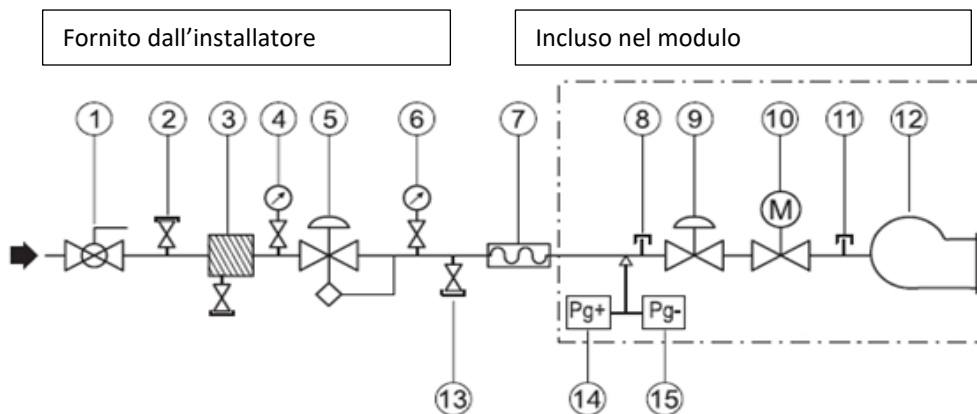 Fornito dall’installatore
Incluso nel modulo
1 2 3 4 5 6 7 8 9 10 11 12
M
Pg+ Pg-
13 14 15